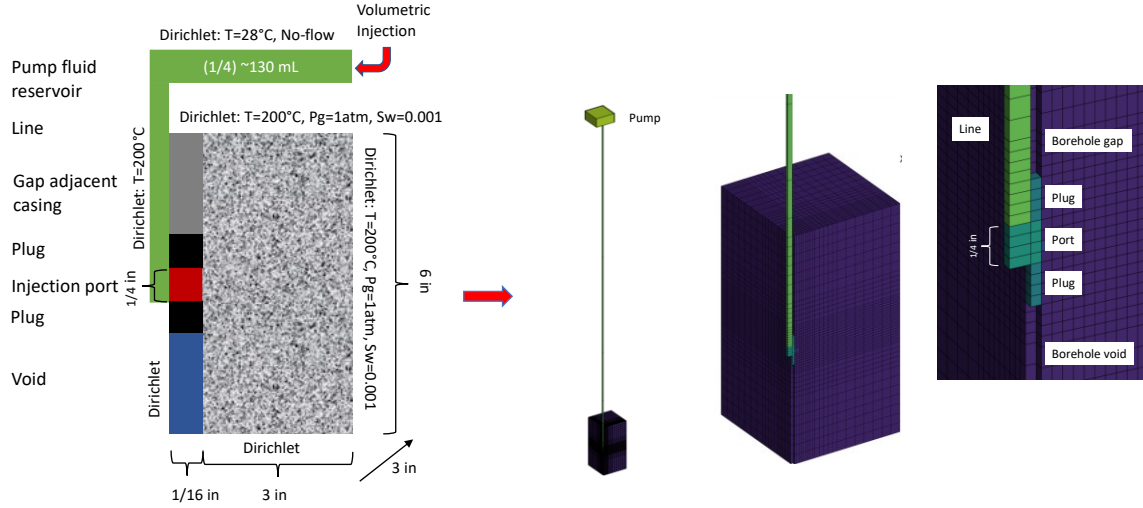 Volumetric
Injection
Dirichlet: T=28°C, No-flow
Pump fluid
reservoir
(1/4) ~130 mL
Line
Dirichlet: T=200°C, Pg=1atm, Sw=0.001
Dirichlet: T=200°C
Gap adjacent
casing
Plug
Injection port
1/4 in
Plug
Void
Dirichlet
Dirichlet: T=200°C, Pg=1atm, Sw=0.001
6 in
Dirichlet
3 in
1/16 in
3 in
Pump
Line
Borehole gap
Plug
Port
1/4 in
Plug
Borehole void